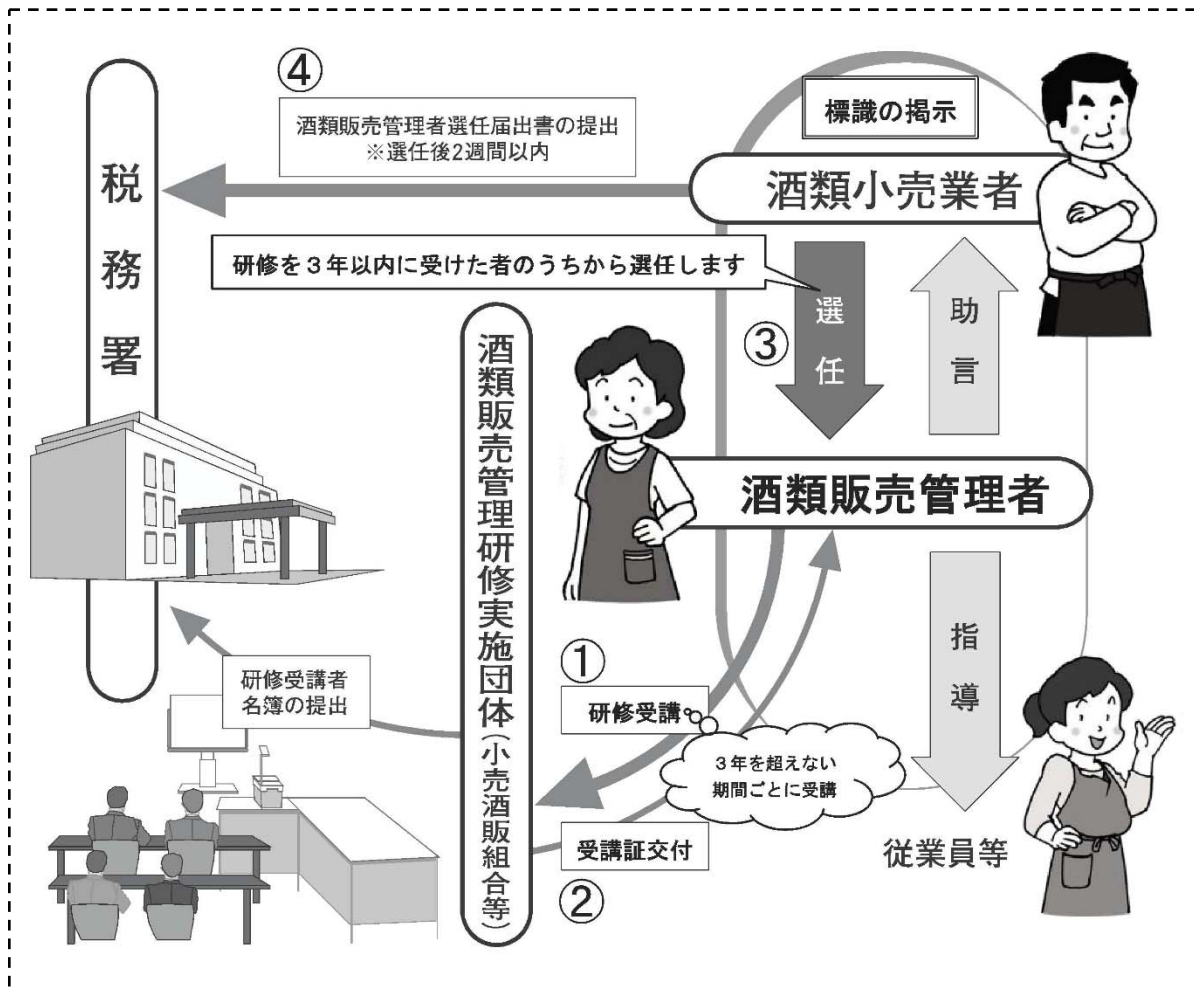 ④
酒類販売管理者選任届出書の提出
※選任後2週間以内
標識の掲示
税務署
酒類小売業者
研修を3年以内に受けた者のうちから選任します
③
選任
助言
酒類販売管理研修実施団体(小売酒販組合等)
酒類販売管理者
①
研修受講
3年を超えない
期間ごとに受講
指導
研修受講者
名簿の提出
受講証交付
②
従業員等